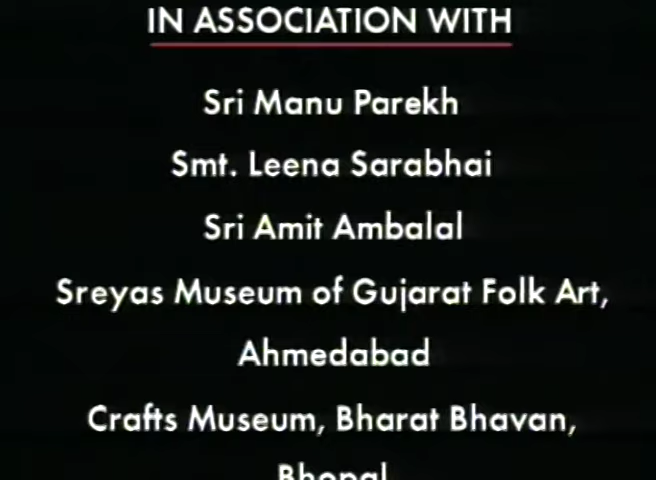 IN ASSOCIATION WITH
Sri Manu Parekh
Smt. Leena Sarabhai
Sri Amit Ambalal
Sreyas Museum of Gujarat Folk Art,
Ahmedabad
Crafts Museum, Bharat Bhavan,
Bhopal